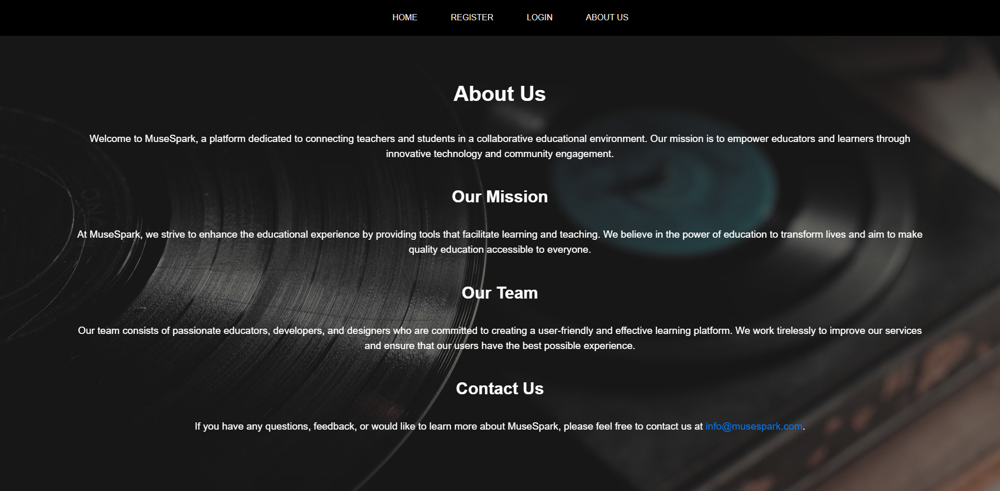 HOME REGISTER LOGIN ABOUT US
About Us
Welcome to MuseSpark, a platform dedicated to connecting teachers and students in a collaborative educational environment. Our mission is to empower educators and learners through
innovative technology and community engagement.
Our Mission
At MuseSpark, we strive to enhance the educational experience by providing tools that facilitate learning and teaching. We believe in the power of education to transform lives and aim to make
quality education accessible to everyone.
Our Team
Our team consists of passionate educators, developers, and designers who are committed to creating a user-friendly and effective learning platform. We work tirelessly to improve our services
and ensure that our users have the best possible experience.
Contact Us
If you have any questions, feedback, or would like to learn more about MuseSpark, please feel free to contact us at info@musespark.com.